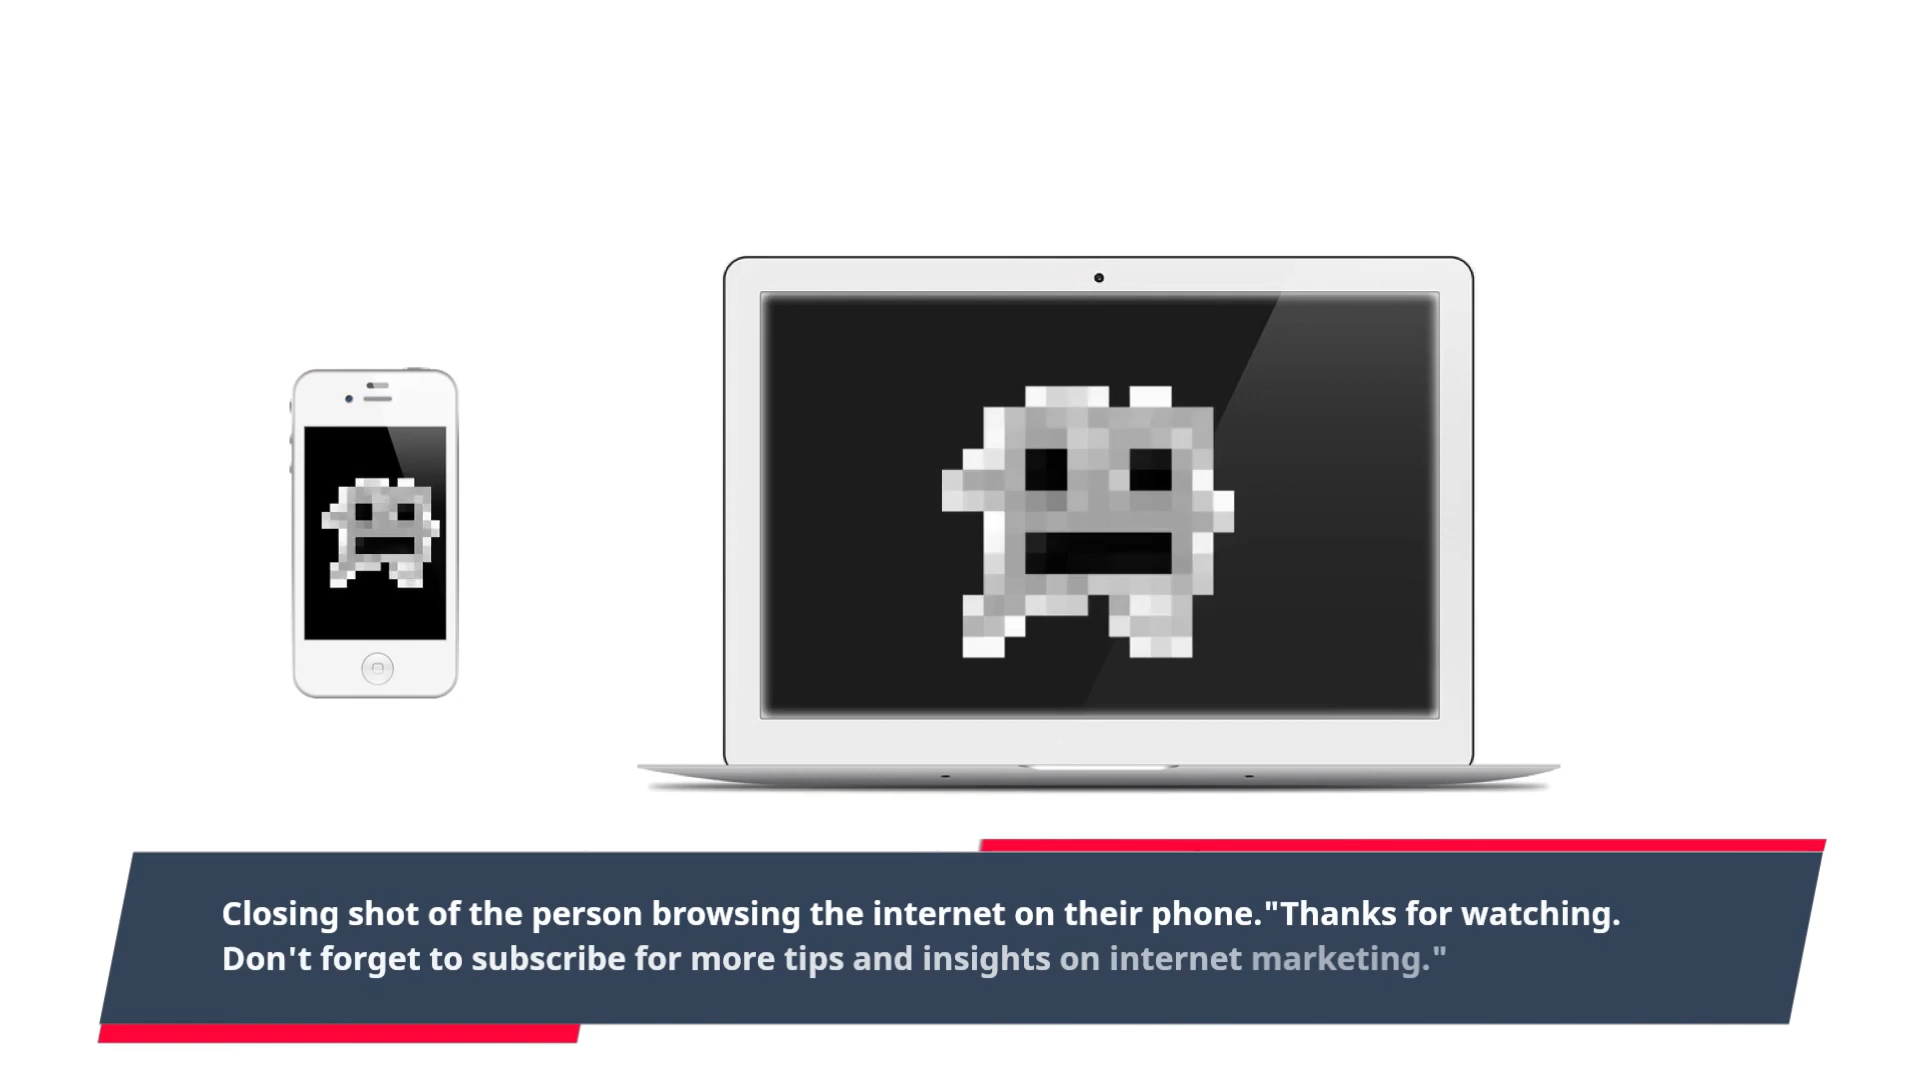 Closing shot of the person browsing the internet on their phone."Thanks for watching.
Don't forget to subscribe for more tips and insights on internet marketing."